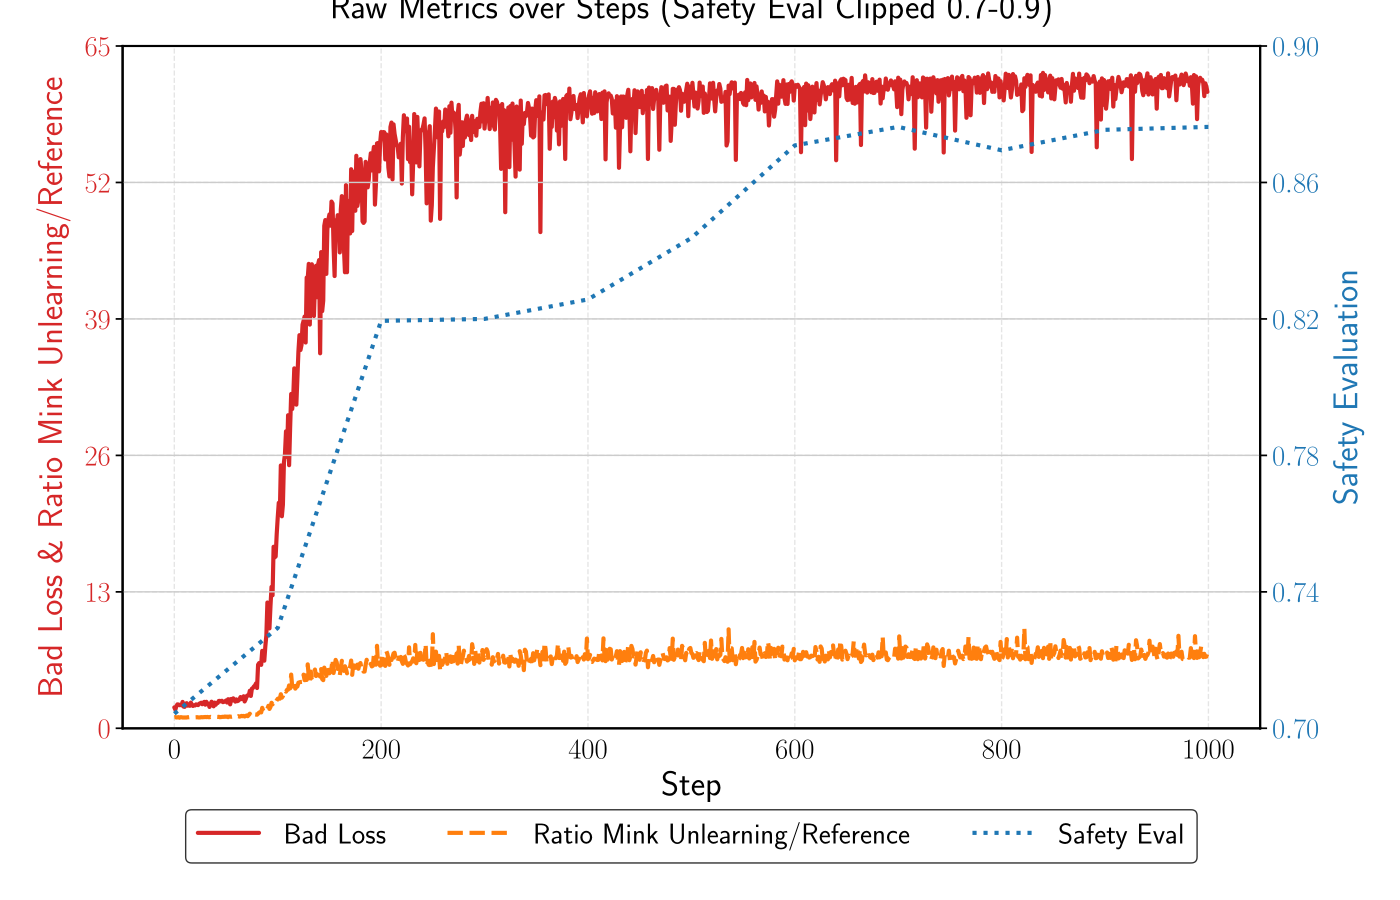 Raw Metrics over Steps (Safety Eval Clipped 0.7-0.9)
Bad Loss & Ratio Mink Unlearning/Reference
65
52
39
26
13
0
0.90
0.86
0.82
0.78
0.74
0.70
Safety Evaluation
0 200 400 600 800 1000
Step
Bad Loss Ratio Mink Unlearning/Reference Safety Eval